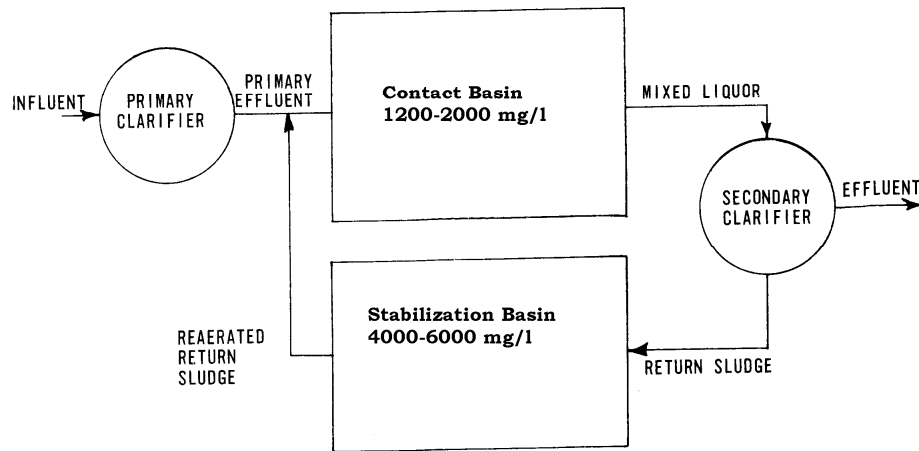 INFLUENT
PRIMARY
CLARIFIER
PRIMARY
EFFLUENT
Contact Basin
1200-2000 mg/l
MIXED LIQUOR
SECONDARY
CLARIFIER
EFFLUENT
Stabilization Basin
4000-6000 mg/l
REAERATED
RETURN
SLUDGE
RETURN SLUDGE